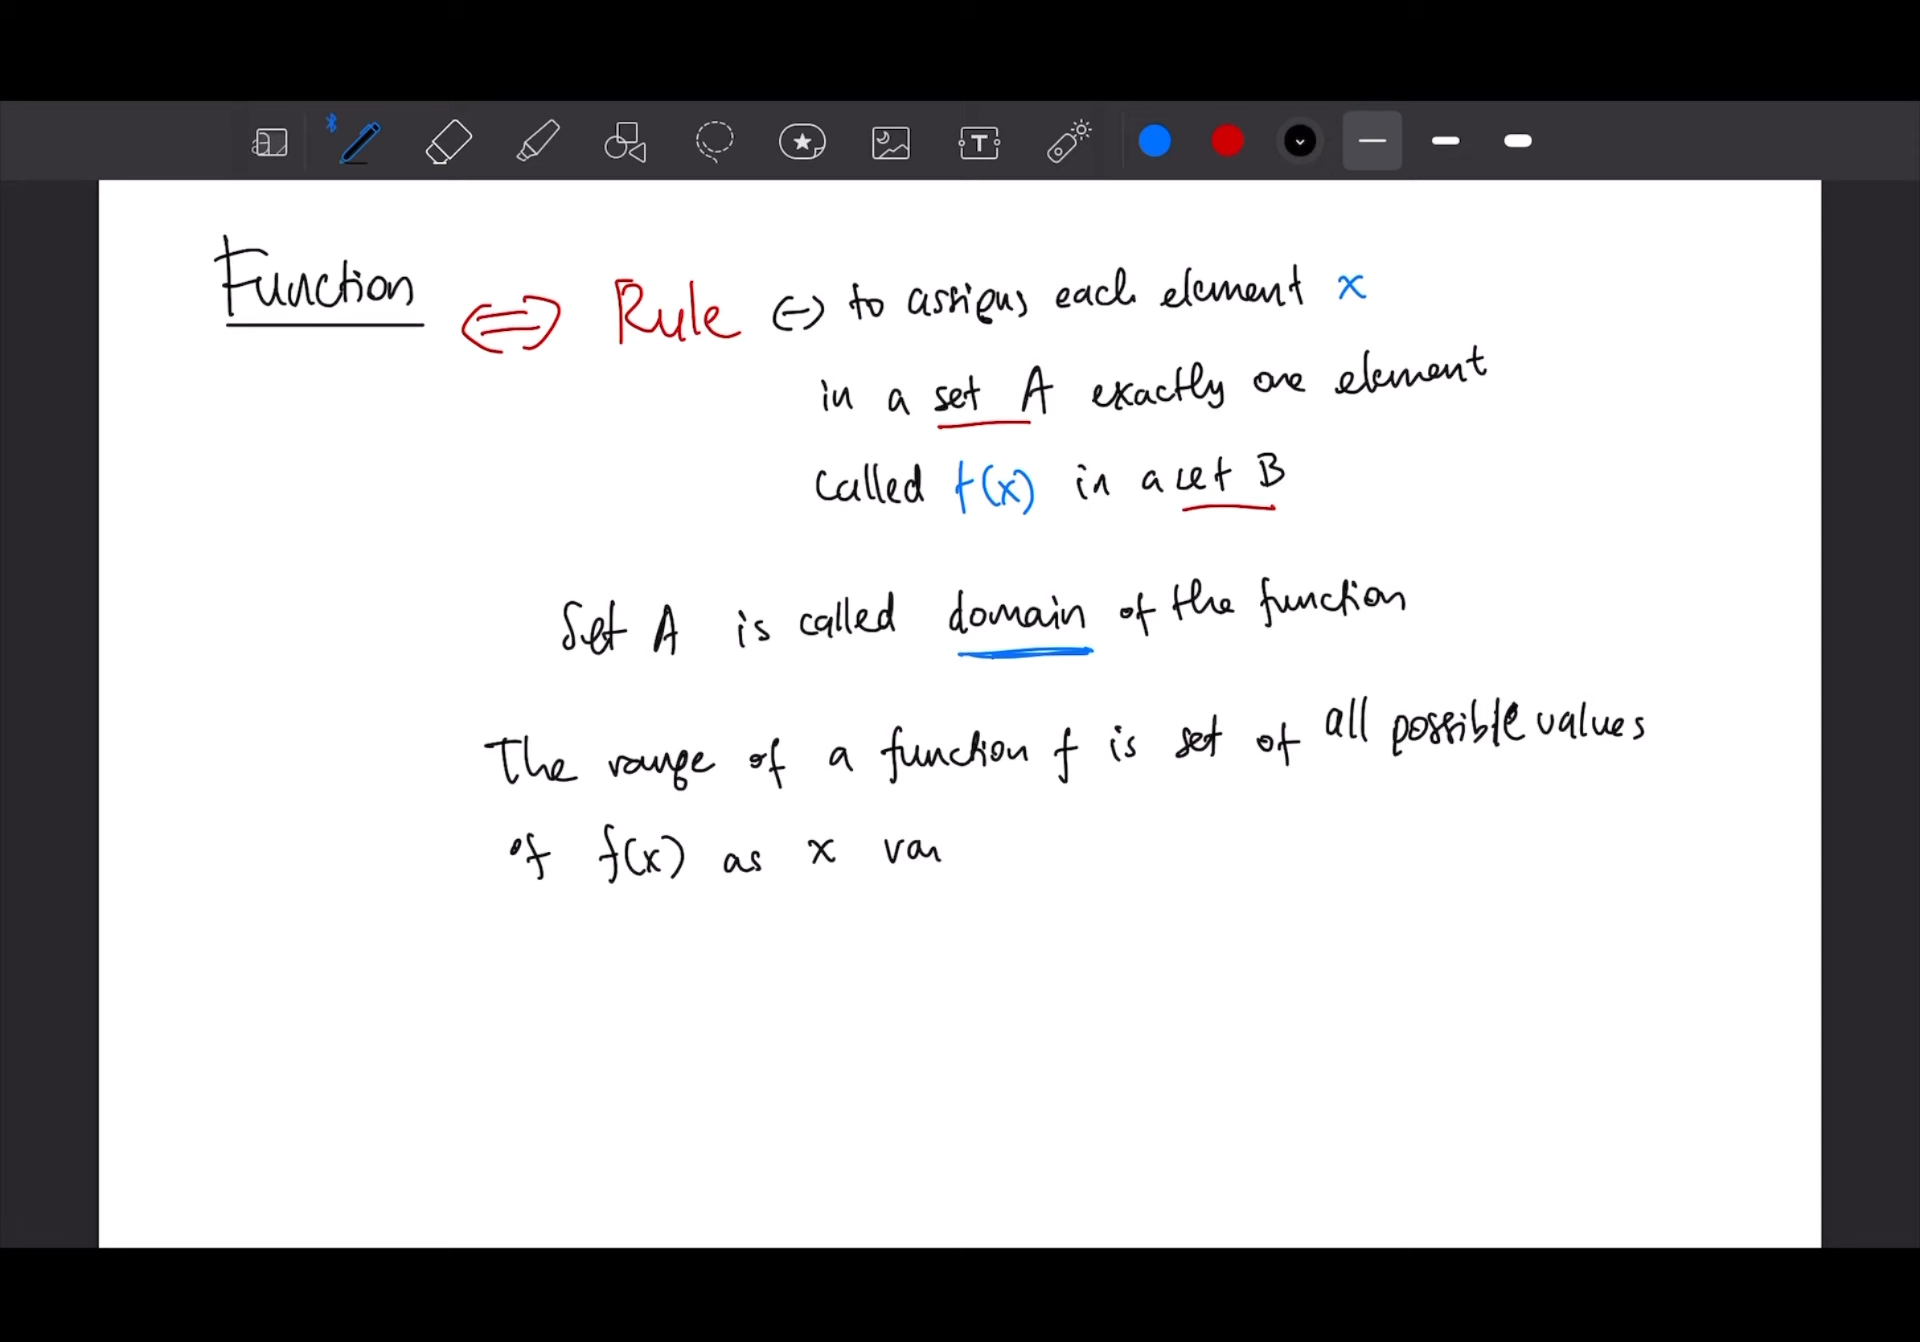 Function ⟺ Rule ↔ to assigns each element x
in a set A exactly one element
called f(x) in a set B
Set A is called domain of the function
The range of a function f is set of all possible values
of f(x) as x var